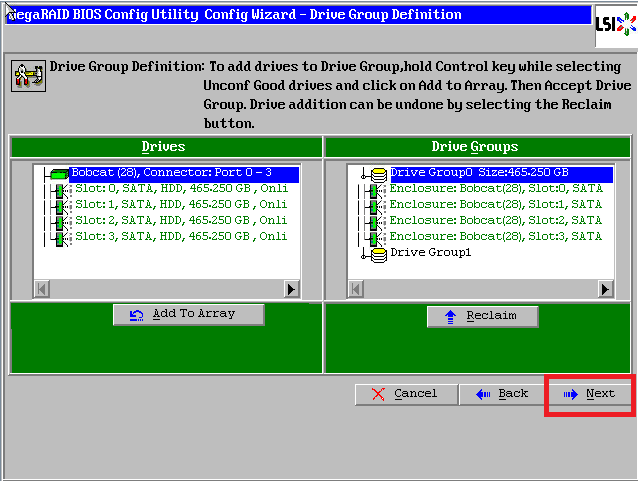 MegaRAID BIOS Config Utility Config Wizard - Drive Group Definition
LSI
Drive Group Definition: To add drives to Drive Group,hold Control key while selecting
Unconf Good drives and click on Add to Array. Then Accept Drive
Group. Drive addition can be undone by selecting the Reclaim
button.
Drives
Bobcat (28), Connector: Port 0 - 3
Slot: 0, SATA, HDD, 465.250 GB, Onli
Slot: 1, SATA, HDD, 465.250 GB, Onli
Slot: 2, SATA, HDD, 465.250 GB, Onli
Slot: 3, SATA, HDD, 465.250 GB, Onli
Add To Array
Drive Groups
Drive Group0 Size:465.250 GB
Enclosure: Bobcat(28), Slot:0, SATA
Enclosure: Bobcat(28), Slot:1, SATA
Enclosure: Bobcat(28), Slot:2, SATA
Enclosure: Bobcat(28), Slot:3, SATA
Drive Group1
Reclaim
Cancel
Back
Next